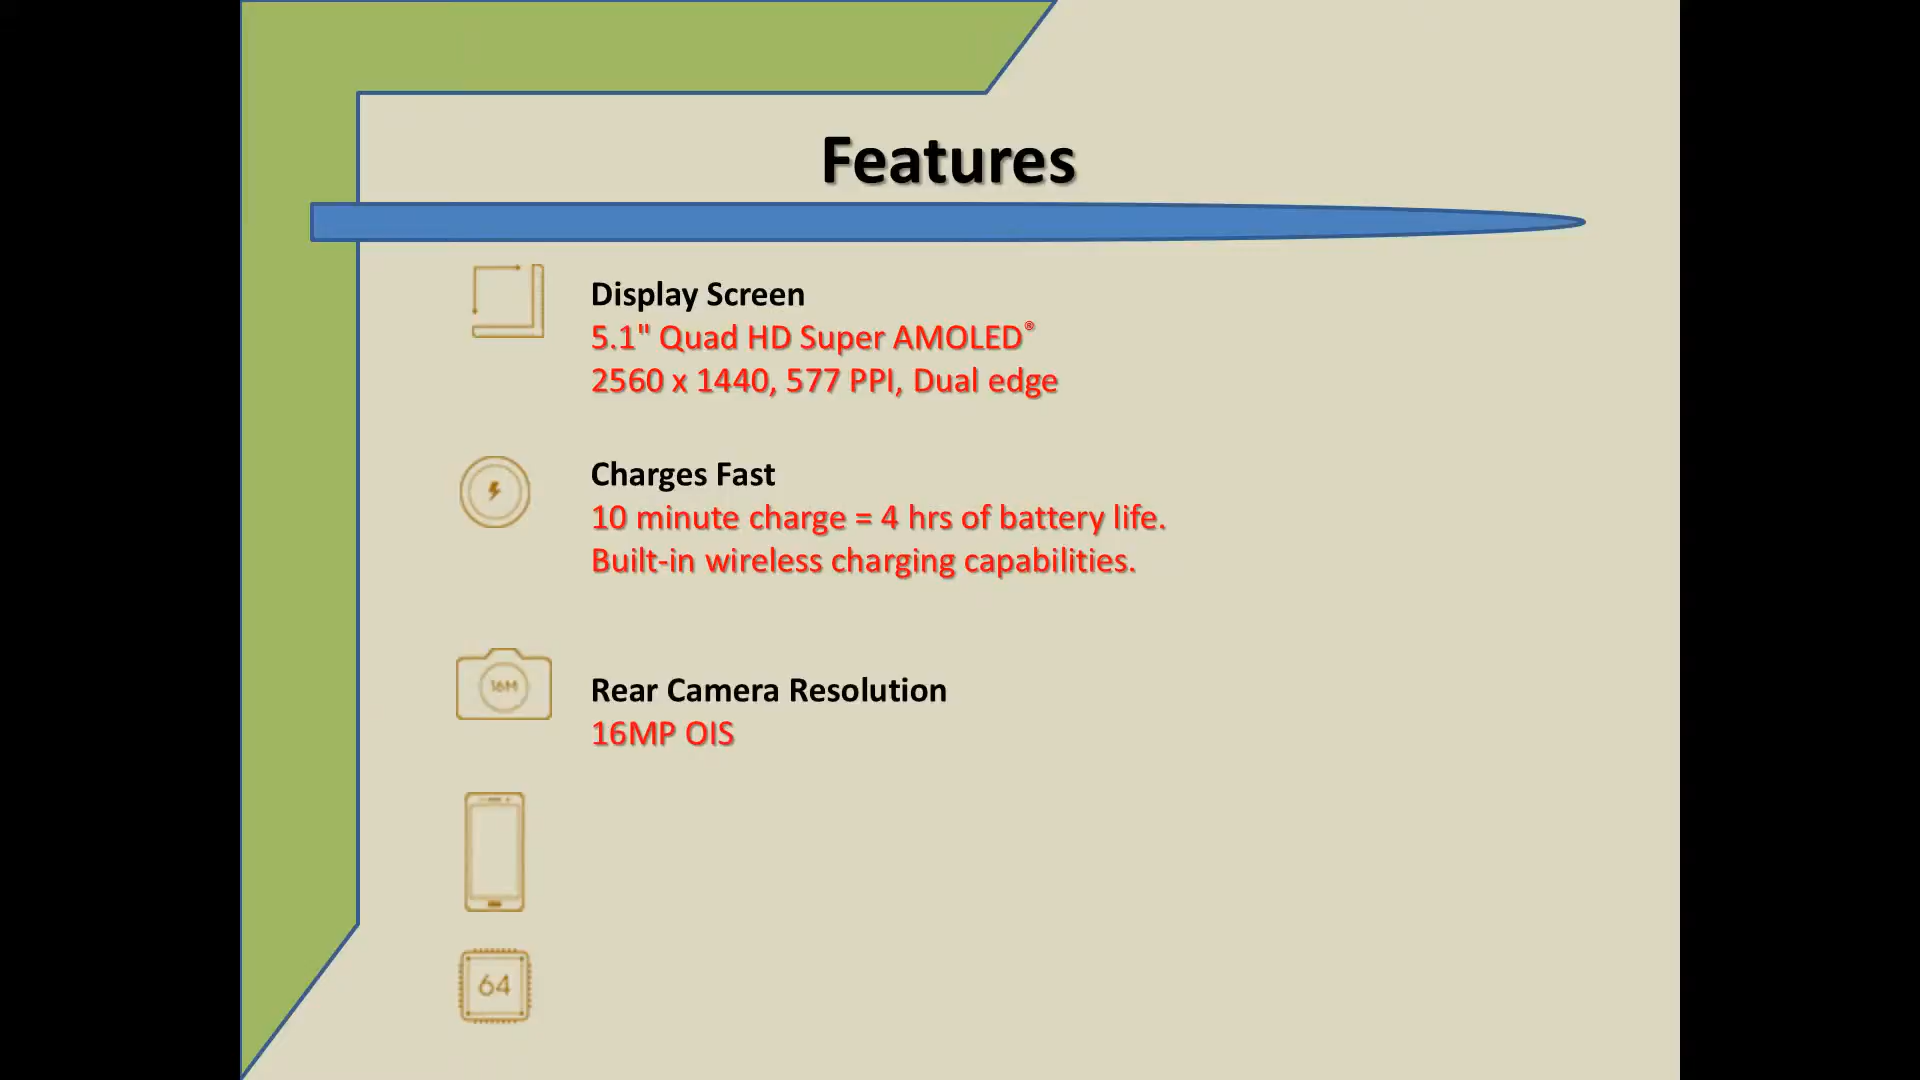 Features
Display Screen
5.1" Quad HD Super AMOLED®
2560 x 1440, 577 PPI, Dual edge
Charges Fast
10 minute charge = 4 hrs of battery life.
Built-in wireless charging capabilities.
16M
Rear Camera Resolution
16MP OIS
64